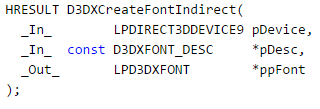 HRESULT D3DXCreateFontIndirect(
  _In_        LPDIRECT3DDEVICE9 pDevice,
  _In_  const D3DXFONT_DESC     *pDesc,
  _Out_       LPD3DXFONT        *ppFont
);